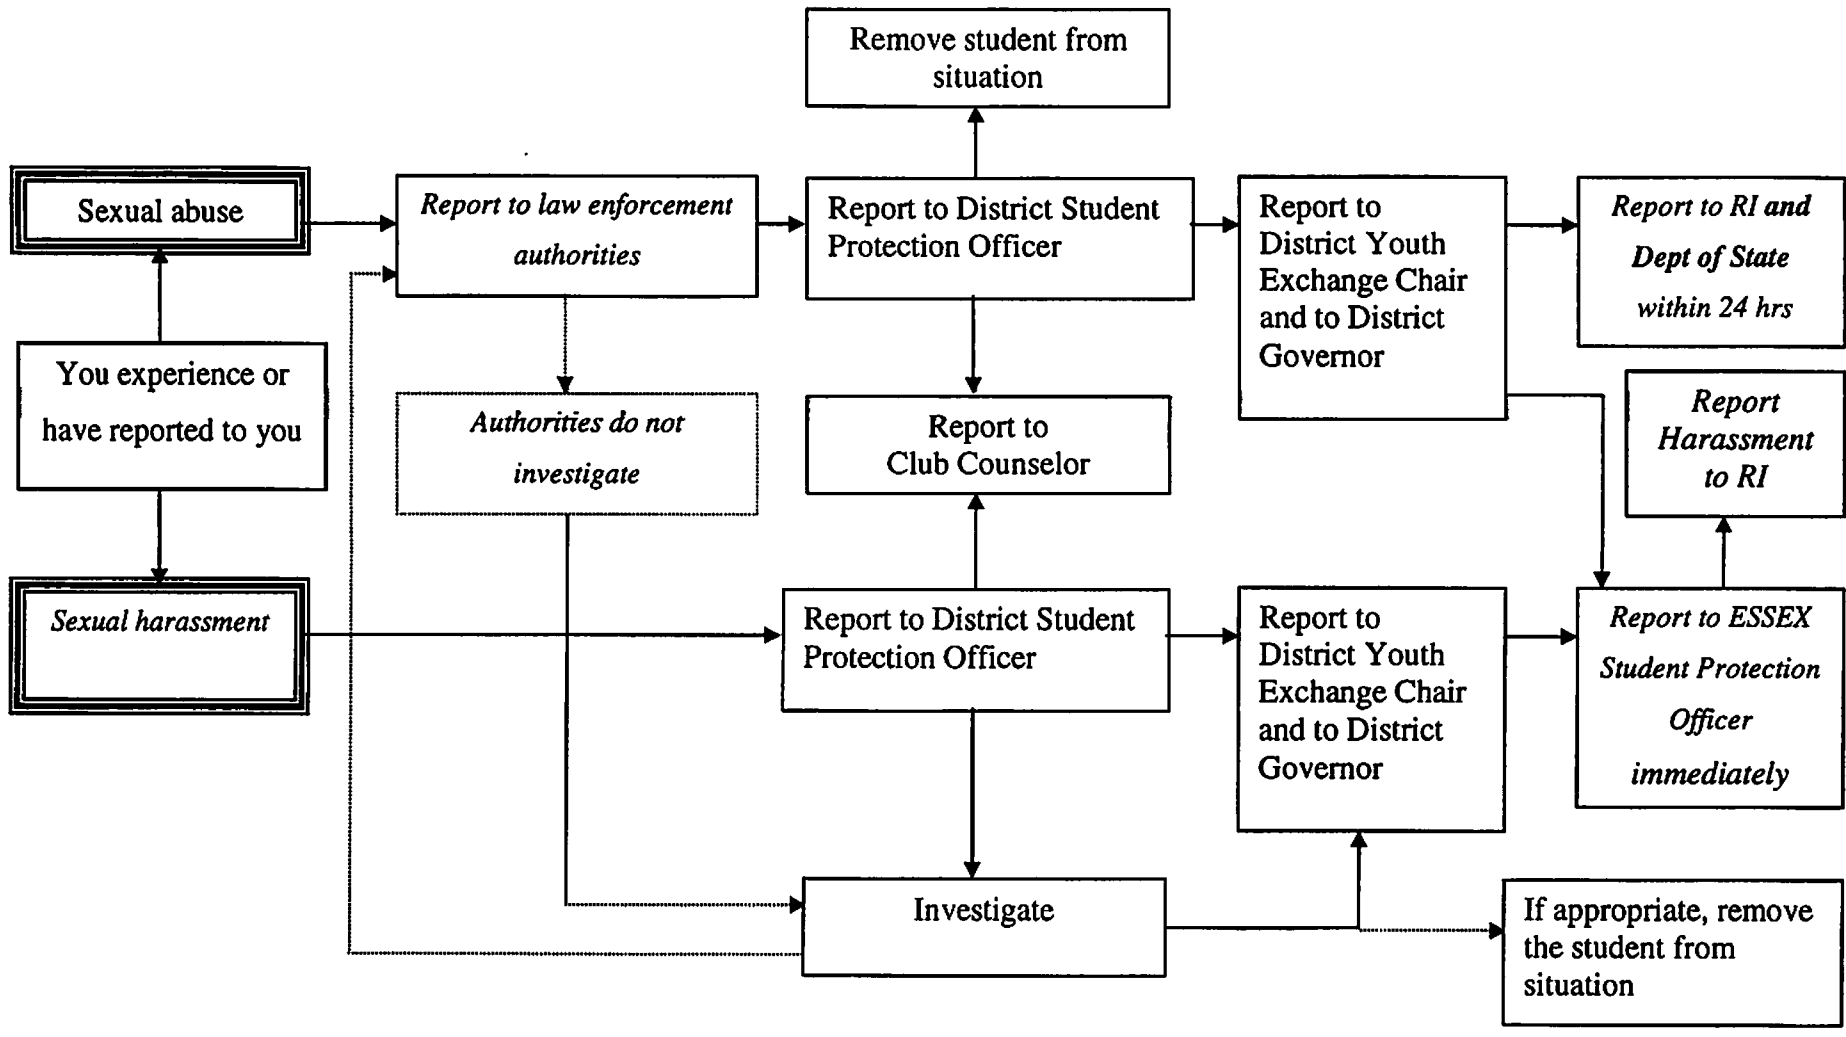 Remove student from
situation
Sexual abuse
Report to law enforcement
authorities
Report to District Student
Protection Officer
Report to
District Youth
Exchange Chair
and to District
Governor
Report to RI and
Dept of State
within 24 hrs
You experience or
have reported to you
Authorities do not
investigate
Report to
Club Counselor
Report
Harassment
to RI
Sexual harassment
Report to District Student
Protection Officer
Report to
District Youth
Exchange Chair
and to District
Governor
Report to ESSEX
Student Protection
Officer
immediately
Investigate
If appropriate, remove
the student from
situation